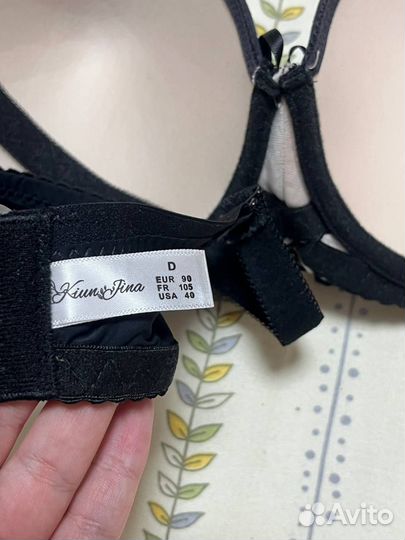 D
Kiun Jina
EUR 90
FR 105
USA 40
Avito